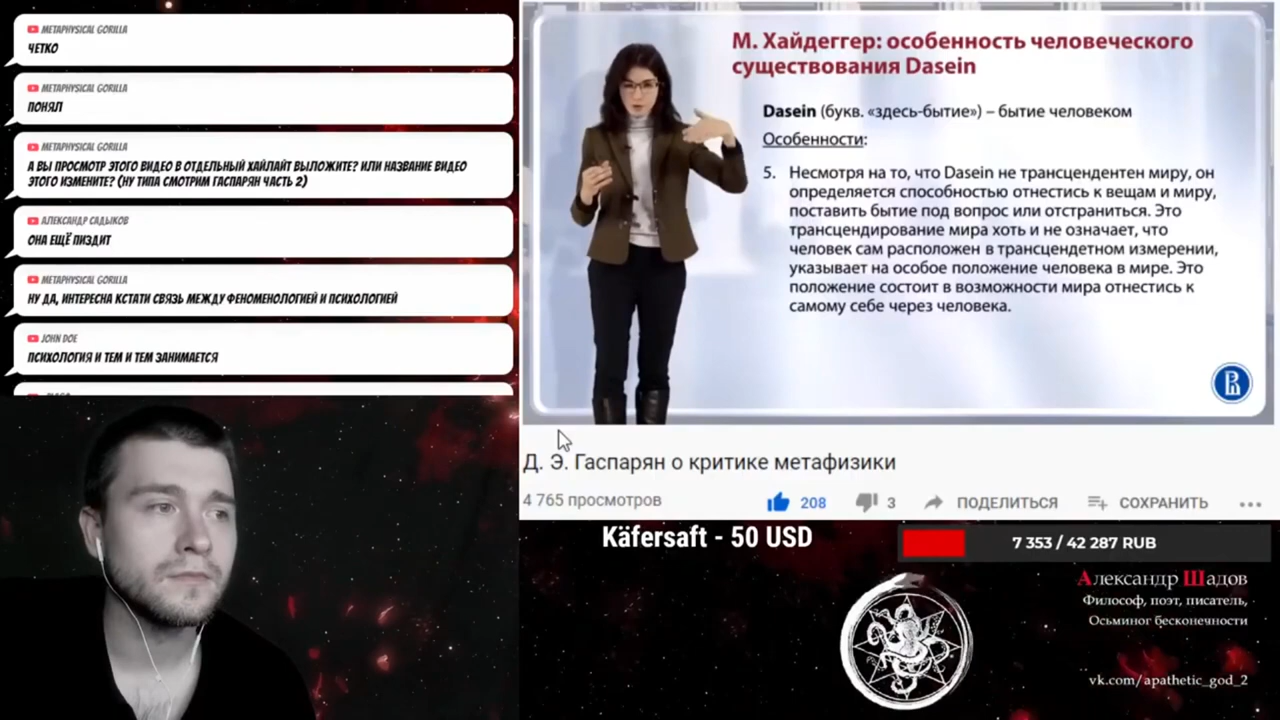 METAPHYSICAL GORILLA
ЧЕТКО
METAPHYSICAL GORILLA
ПОНЯЛ
METAPHYSICAL GORILLA
А ВЫ ПРОСМОТР ЭТОГО ВИДЕО В ОТДЕЛЬНЫЙ ХАЙЛАЙТ ВЫЛОЖИТЕ? ИЛИ НАЗВАНИЕ ВИДЕО
ЭТОГО ИЗМЕНИТЕ? (НУ ТИПА СМОТРИМ ГАСПАРЯН ЧАСТЬ 2)
АЛЕКСАНДР САДЫКОВ
ОНА ЕЩЁ ПИЗДИТ
METAPHYSICAL GORILLA
НУ ДА, ИНТЕРЕСНА КСТАТИ СВЯЗЬ МЕЖДУ ФЕНОМЕНОЛОГИЕЙ И ПСИХОЛОГИЕЙ
JOHN DOE
ПСИХОЛОГИЯ И ТЕМ И ТЕМ ЗАНИМАЕТСЯ
М. Хайдеггер: особенность человеческого
существования Dasein
Dasein (букв. «здесь-бытие») – бытие человеком
Особенности:
5. Несмотря на то, что Dasein не трансцендентен миру, он
определяется способностью отнестись к вещам и миру,
поставить бытие под вопрос или отстраниться. Это
трансцендирование мира хоть и не означает, что
человек сам расположен в трансцендетном измерении,
указывает на особое положение человека в мире. Это
положение состоит в возможности мира отнестись к
самому себе через человека.
Д. Э. Гаспарян о критике метафизики
4 765 просмотров
208
3
ПОДЕЛИТЬСЯ
СОХРАНИТЬ
Käfersaft - 50 USD
7 353 / 42 287 RUB
Александр Шадов
Философ, поэт, писатель,
Осьминог бесконечности
vk.com/apathetic_god_2